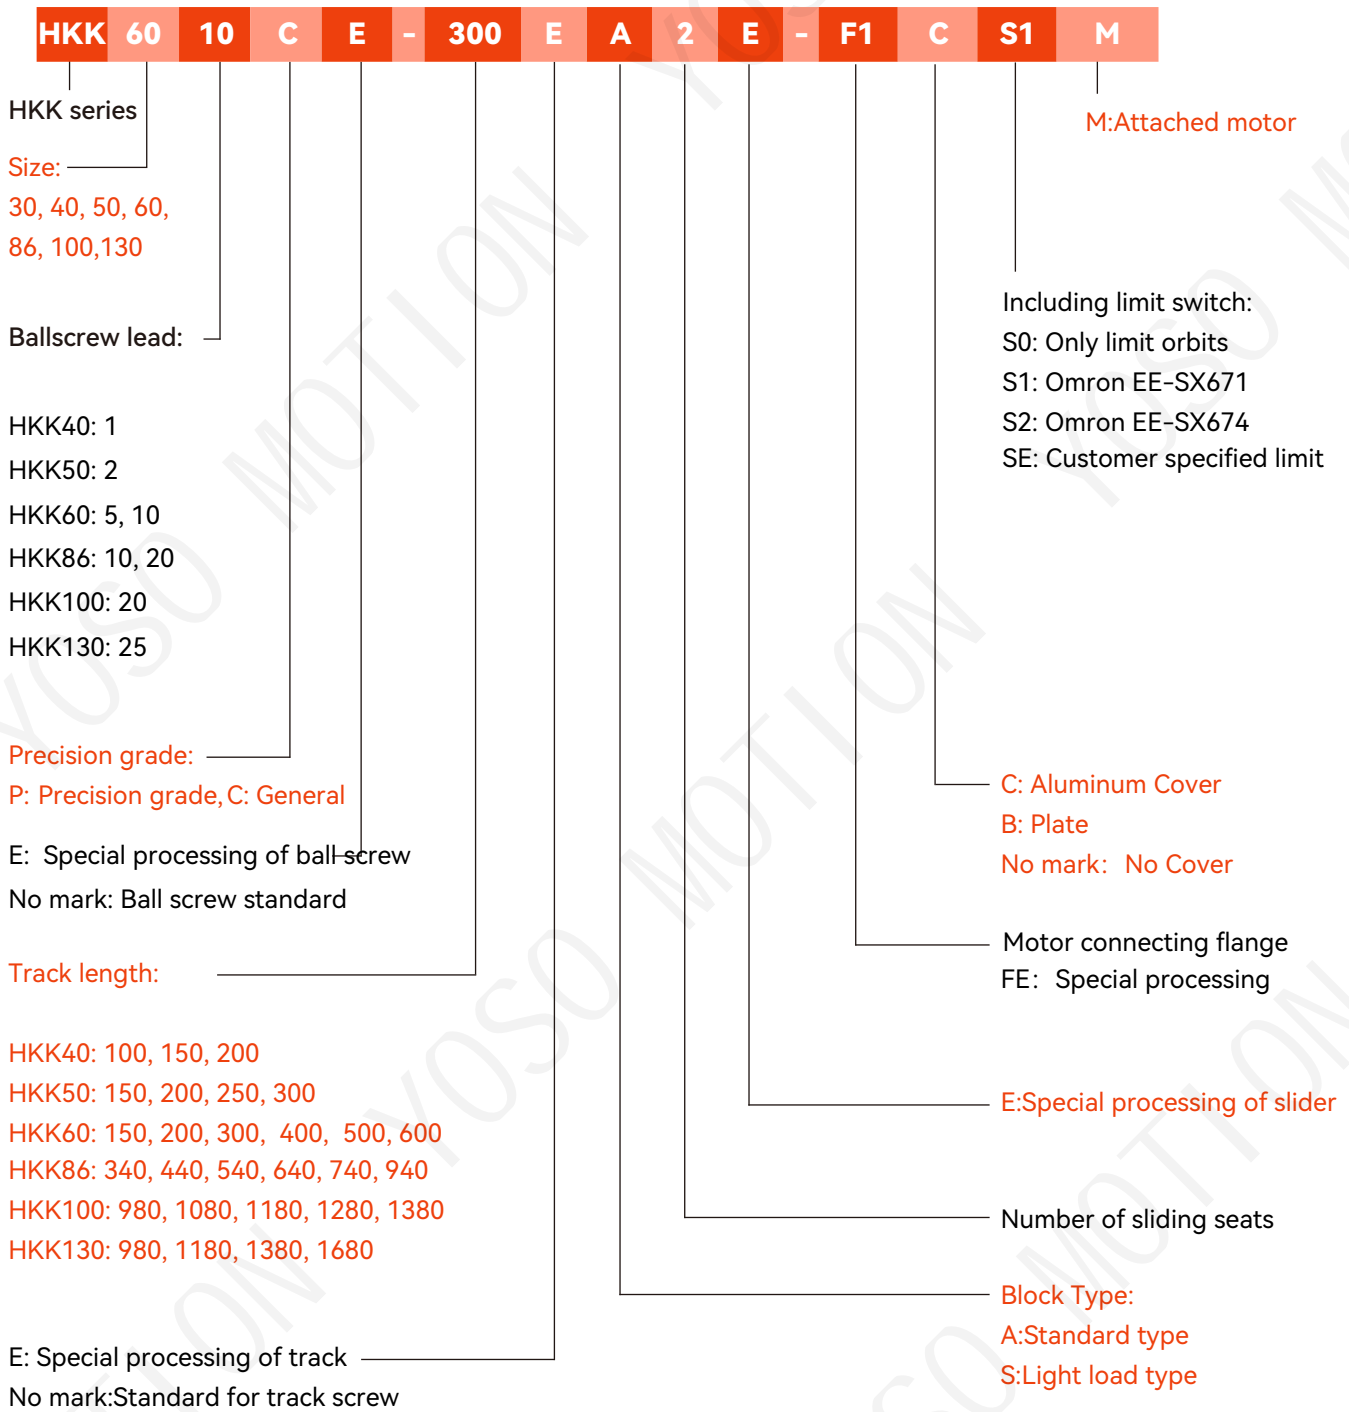 HKK 60 10 C E - 300 E A 2 E - F1 C S1 M
HKK series
Size:
30, 40, 50, 60,
86, 100,130
Ballscrew lead:
HKK40: 1
HKK50: 2
HKK60: 5, 10
HKK86: 10, 20
HKK100: 20
HKK130: 25
Precision grade:
P: Precision grade, C: General
E: Special processing of ball screw
No mark: Ball screw standard
Track length:
HKK40: 100, 150, 200
HKK50: 150, 200, 250, 300
HKK60: 150, 200, 300, 400, 500, 600
HKK86: 340, 440, 540, 640, 740, 940
HKK100: 980, 1080, 1180, 1280, 1380
HKK130: 980, 1180, 1380, 1680
E: Special processing of track
No mark:Standard for track screw
M:Attached motor
Including limit switch:
S0: Only limit orbits
S1: Omron EE-SX671
S2: Omron EE-SX674
SE: Customer specified limit
C: Aluminum Cover
B: Plate
No mark: No Cover
Motor connecting flange
FE: Special processing
E:Special processing of slider
Number of sliding seats
Block Type:
A:Standard type
S:Light load type
YOSO MOTION
YOSO MOTION
YOSO MOTION